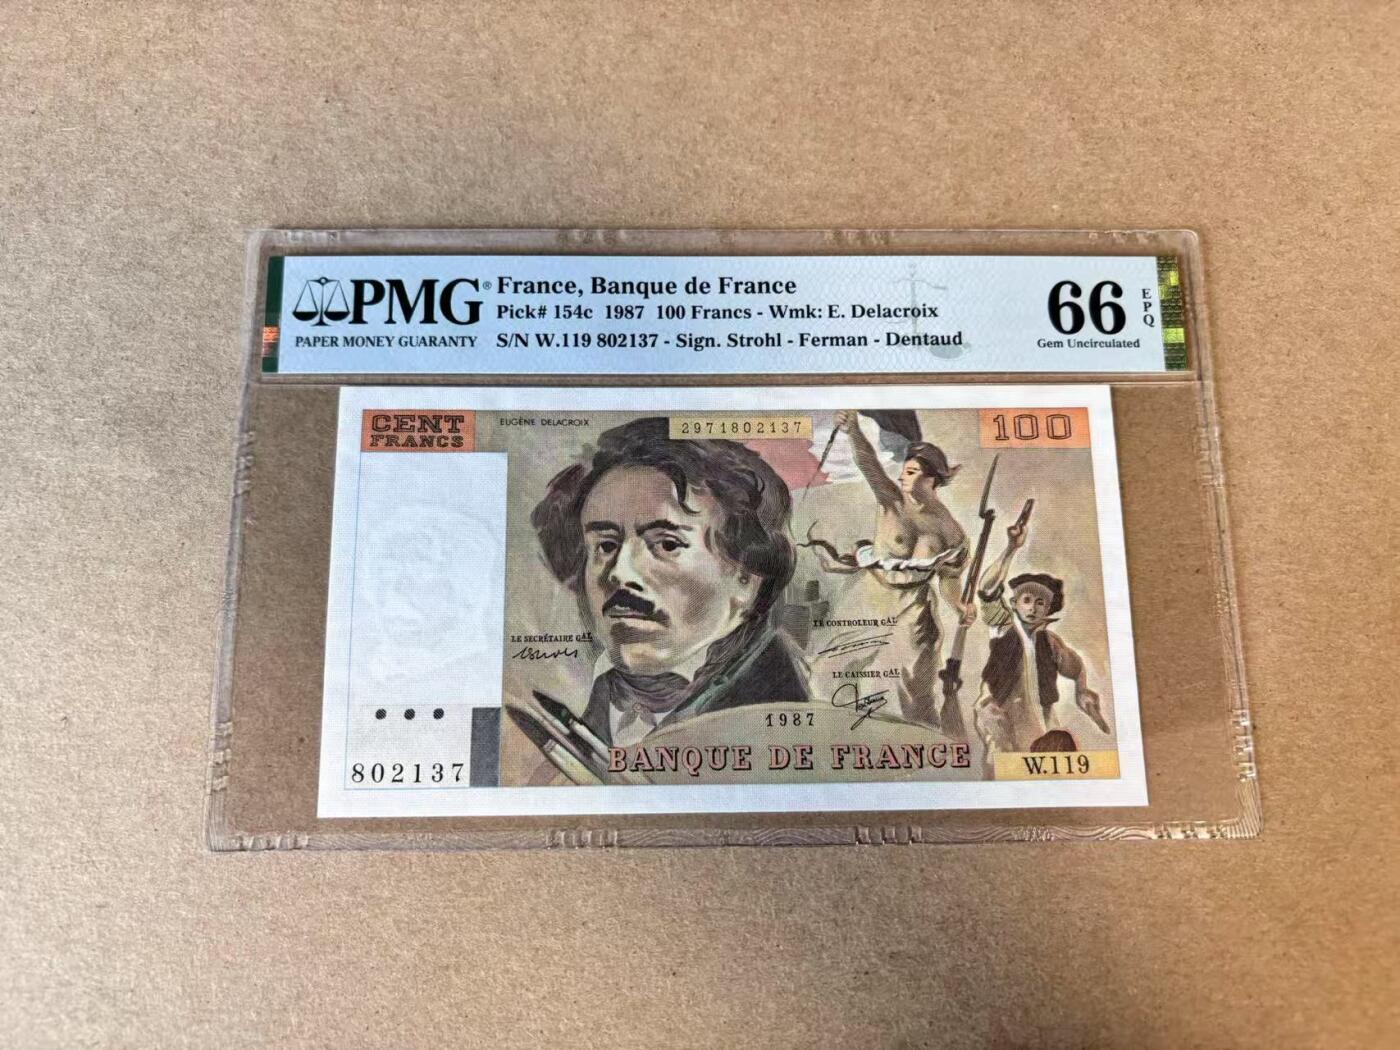 PMG®
PAPER MONEY GUARANTY
France, Banque de France
Pick# 154c 1987 100 Francs - Wmk: E. Delacroix
S/N W.119 802137 - Sign. Strohl - Ferman - Dentaud
66
EPQ
Gem Uncirculated
CENT
FRANCS
EUGÈNE DELACROIX
2971802137
100
LE SECRÉTAIRE GAL
LE CONTROLEUR GAL
LE CAISSIER GAL
1987
BANQUE DE FRANCE
802137
W.119